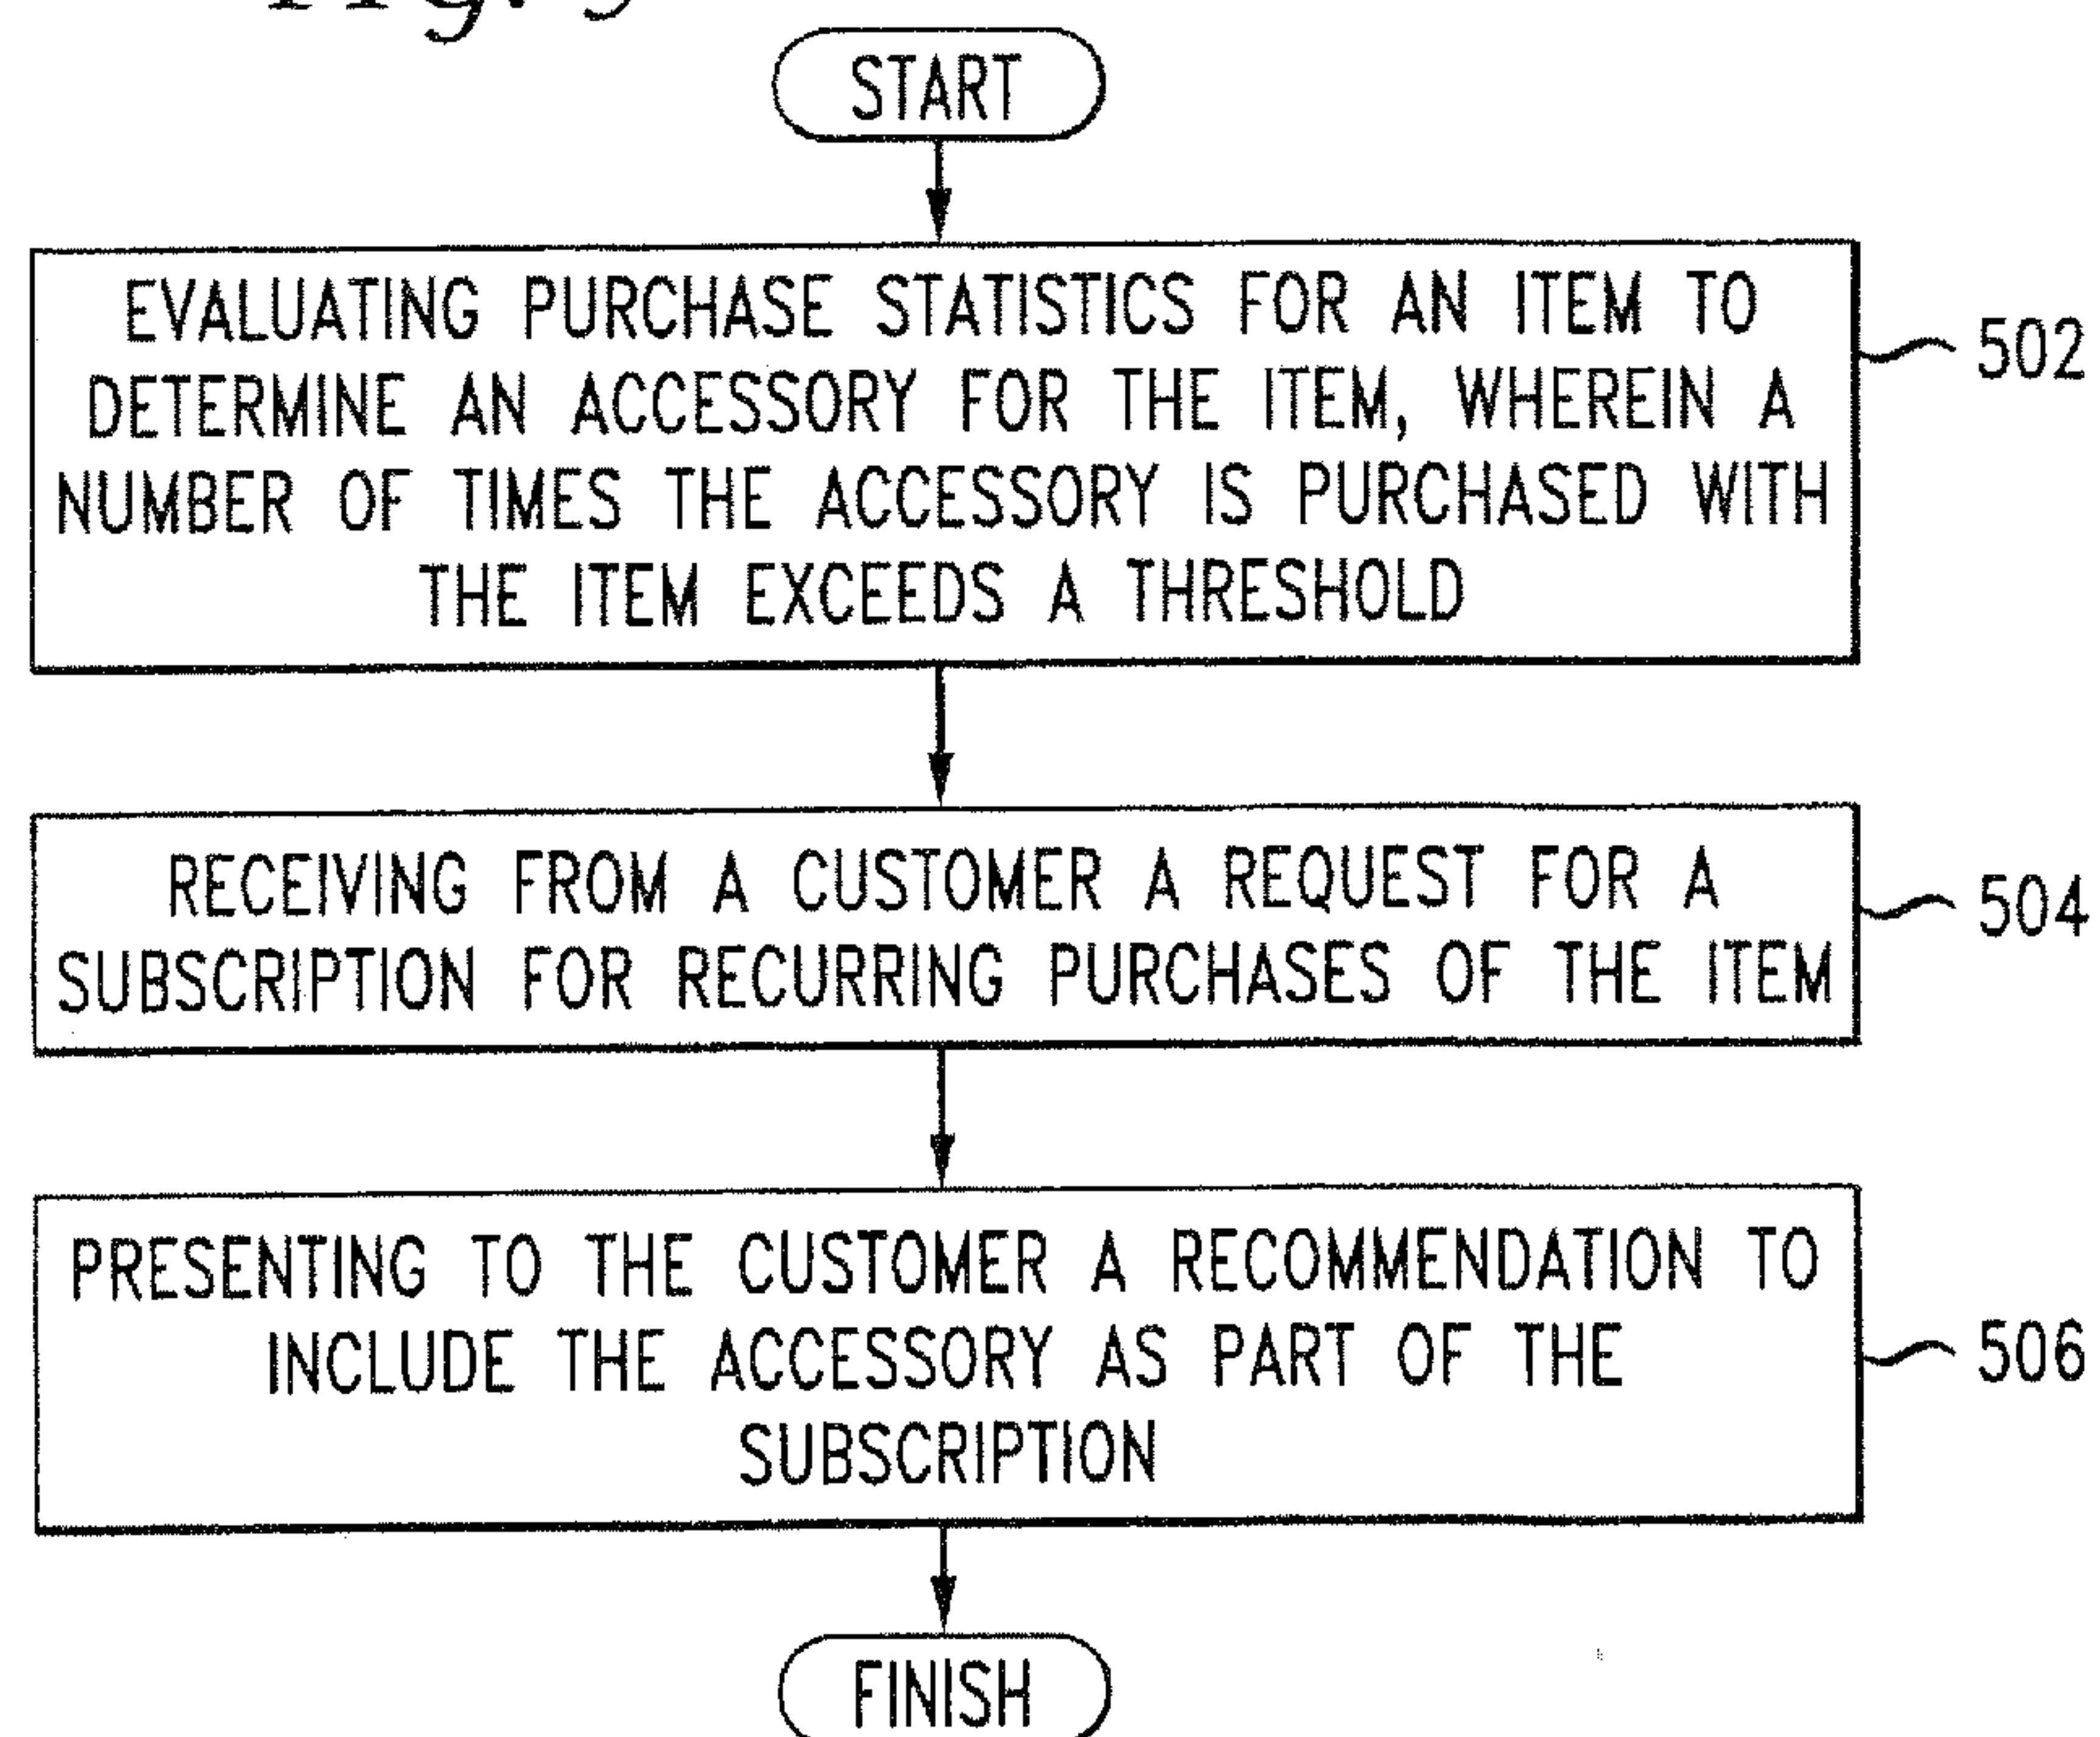 START
EVALUATING PURCHASE STATISTICS FOR AN ITEM TO
DETERMINE AN ACCESSORY FOR THE ITEM, WHEREIN A
NUMBER OF TIMES THE ACCESSORY IS PURCHASED WITH
THE ITEM EXCEEDS A THRESHOLD
502
RECEIVING FROM A CUSTOMER A REQUEST FOR A
SUBSCRIPTION FOR RECURRING PURCHASES OF THE ITEM
504
PRESENTING TO THE CUSTOMER A RECOMMENDATION TO
INCLUDE THE ACCESSORY AS PART OF THE
SUBSCRIPTION
506
FINISH